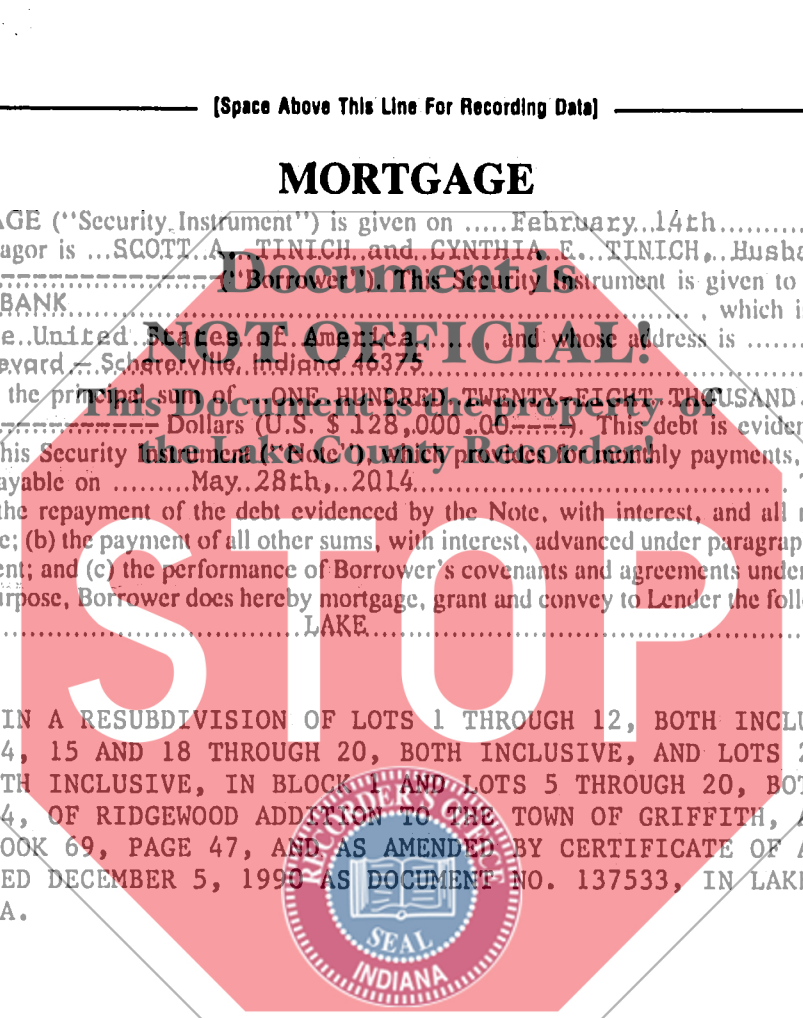 [Space Above This Line For Recording Data]
MORTGAGE
AGE (“Security Instrument”) is given on .....February..14th..........
agor is ...SCOTT A. TINICH and CYNTHIA E. TINICH, Husba
(“Borrower”). This Security Instrument is given to
BANK , which i
e United States of America , and whose address is .......
evard - Schererville, Indiana 46375
the principal sum of ONE HUNDRED TWENTY-EIGHT THOUSAND
----------- Dollars (U.S. $ 128,000.00----). This debt is eviden
his Security Instrument (“Note”), which provides for monthly payments,
ayable on .........May..28th,..2014
the repayment of the debt evidenced by the Note, with interest, and all r
e; (b) the payment of all other sums, with interest, advanced under paragrap
ent; and (c) the performance of Borrower's covenants and agreements under
urpose, Borrower does hereby mortgage, grant and convey to Lender the follo
LAKE
IN A RESUBDIVISION OF LOTS 1 THROUGH 12, BOTH INCLU
4, 15 AND 18 THROUGH 20, BOTH INCLUSIVE, AND LOTS 2
TH INCLUSIVE, IN BLOCK 1 AND LOTS 5 THROUGH 20, BOT
4, OF RIDGEWOOD ADDITION TO THE TOWN OF GRIFFITH, A
OOK 69, PAGE 47, AND AS AMENDED BY CERTIFICATE OF A
ED DECEMBER 5, 1990 AS DOCUMENT NO. 137533, IN LAKE
A.
Document is
NOT OFFICIAL!
This Document is the property of
the Lake County Recorder!
STOP
RECORDER'S OFFICE
SEAL
INDIANA